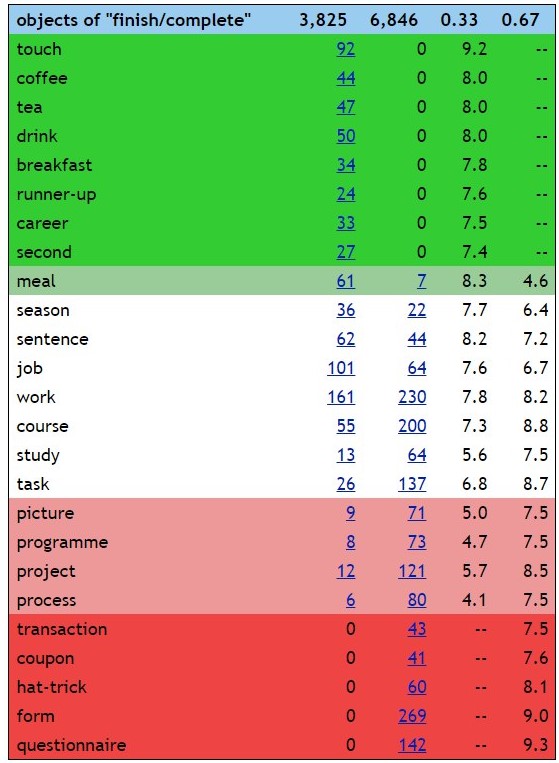 objects of "finish/complete" 3,825 6,846 0.33 0.67
touch 92 0 9.2 --
coffee 44 0 8.0 --
tea 47 0 8.0 --
drink 50 0 8.0 --
breakfast 34 0 7.8 --
runner-up 24 0 7.6 --
career 33 0 7.5 --
second 27 0 7.4 --
meal 61 7 8.3 4.6
season 36 22 7.7 6.4
sentence 62 44 8.2 7.2
job 101 64 7.6 6.7
work 161 230 7.8 8.2
course 55 200 7.3 8.8
study 13 64 5.6 7.5
task 26 137 6.8 8.7
picture 9 71 5.0 7.5
programme 8 73 4.7 7.5
project 12 121 5.7 8.5
process 6 80 4.1 7.5
transaction 0 43 -- 7.5
coupon 0 41 -- 7.6
hat-trick 0 60 -- 8.1
form 0 269 -- 9.0
questionnaire 0 142 -- 9.3